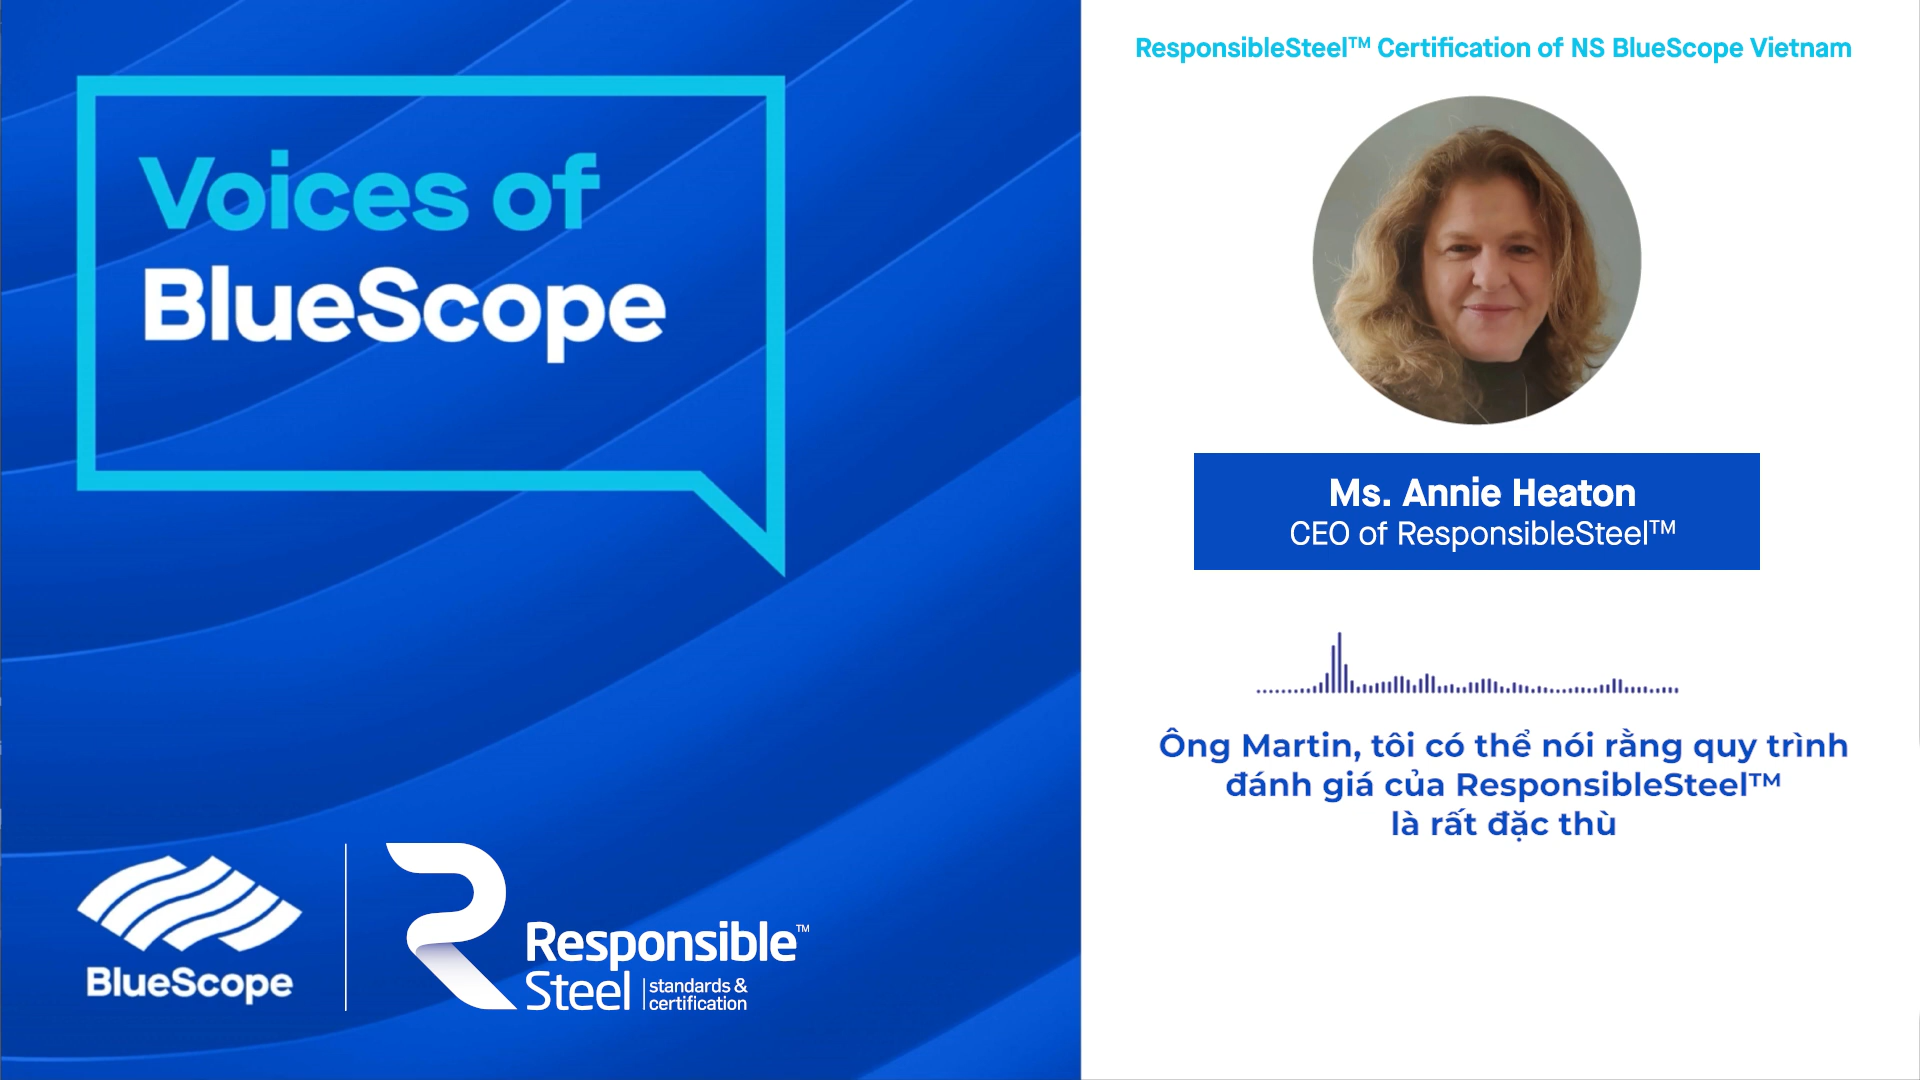 Voices of
BlueScope
BlueScope
Responsible™
Steel
standards &
certification
ResponsibleSteel™ Certification of NS BlueScope Vietnam
Ms. Annie Heaton
CEO of ResponsibleSteel™
Ông Martin, tôi có thể nói rằng quy trình
đánh giá của ResponsibleSteel™
là rất đặc thù